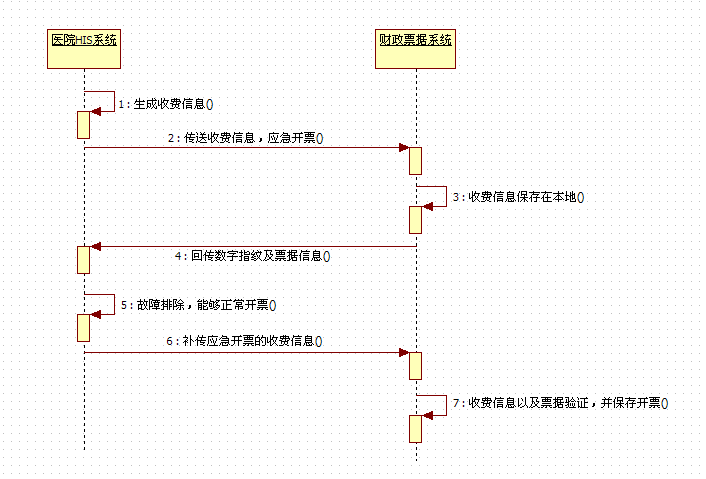 医院HIS系统
财政票据系统
1：生成收费信息()
2：传送收费信息，应急开票()
3：收费信息保存在本地()
4：回传数字指纹及票据信息()
5：故障排除，能够正常开票()
6：补传应急开票的收费信息()
7：收费信息以及票据验证，并保存开票()